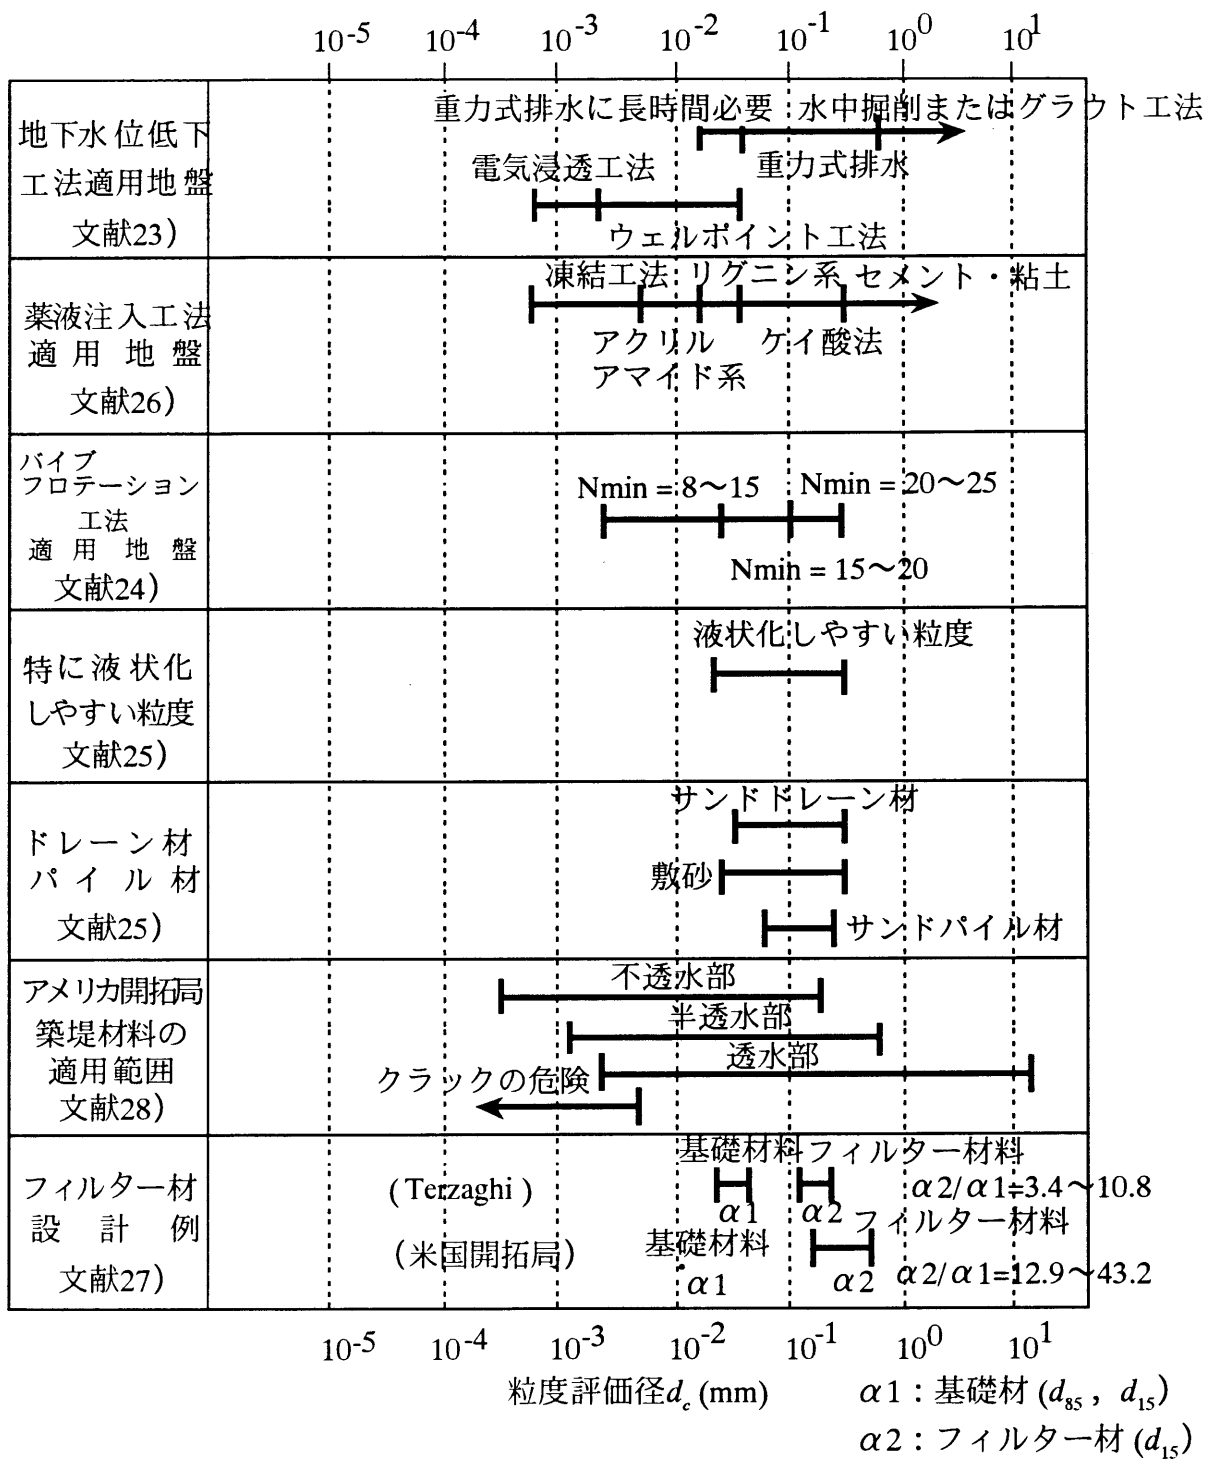 10-5 10-4 10-3 10-2 10-1 100 101
地下水位低下
工法適用地盤
文献23)
重力式排水に長時間必要
水中掘削またはグラウト工法
電気浸透工法
重力式排水
ウェルポイント工法
薬液注入工法
適用地盤
文献26)
凍結工法 リグニン系 セメント・粘土
アクリル
アマイド系
ケイ酸法
バイブ
フロテーション
工法
適用地盤
文献24)
Nmin = 8～15
Nmin = 20～25
Nmin = 15～20
特に液状化
しやすい粒度
文献25)
液状化しやすい粒度
ドレーン材
パイル材
文献25)
サンドドレーン材
敷砂
サンドパイル材
アメリカ開拓局
築堤材料の
適用範囲
文献28)
不透水部
半透水部
透水部
クラックの危険
フィルター材
設計例
文献27)
基礎材料 フィルター材料
(Terzaghi)
α1 α2
α2/α1=3.4～10.8
フィルター材料
(米国開拓局)
基礎材料
α1 α2
α2/α1=12.9～43.2
10-5 10-4 10-3 10-2 10-1 100 101
粒度評価径dc (mm)
α1：基礎材 (d85 , d15)
α2：フィルター材 (d15)